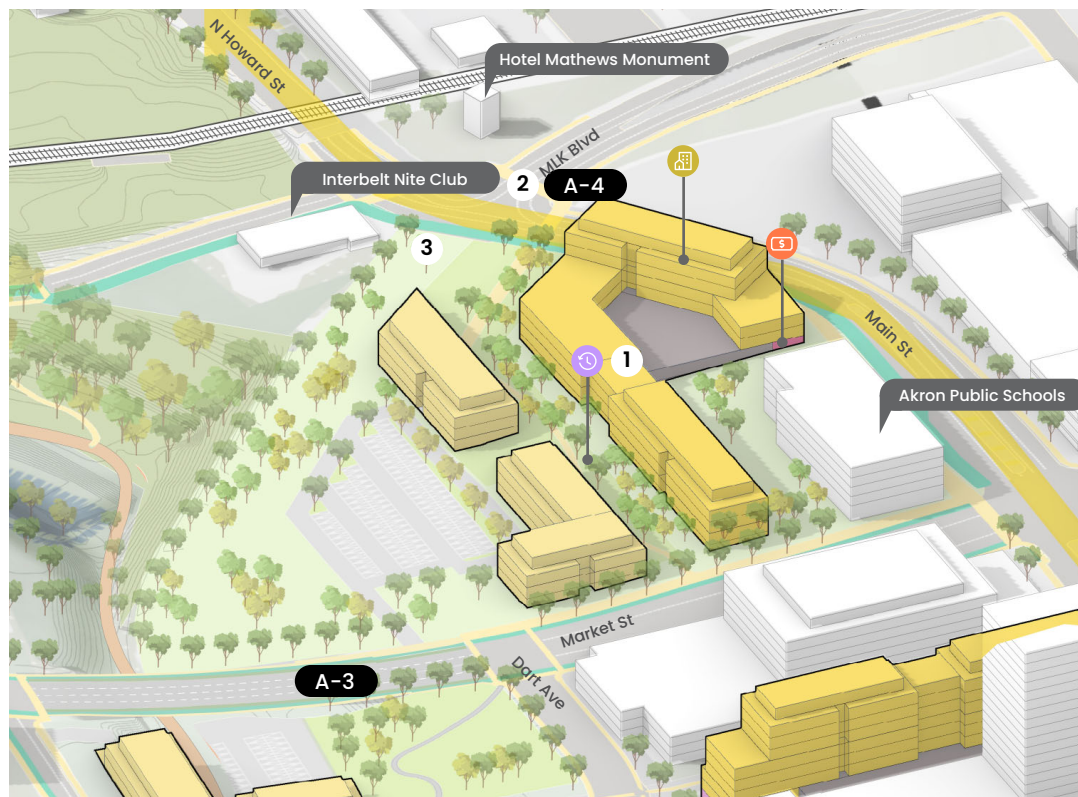 N Howard St
Hotel Mathews Monument
MLK Blvd
Interbelt Nite Club
2
A-4
3
$
Main St
1
Akron Public Schools
Market St
Dart Ave
A-3